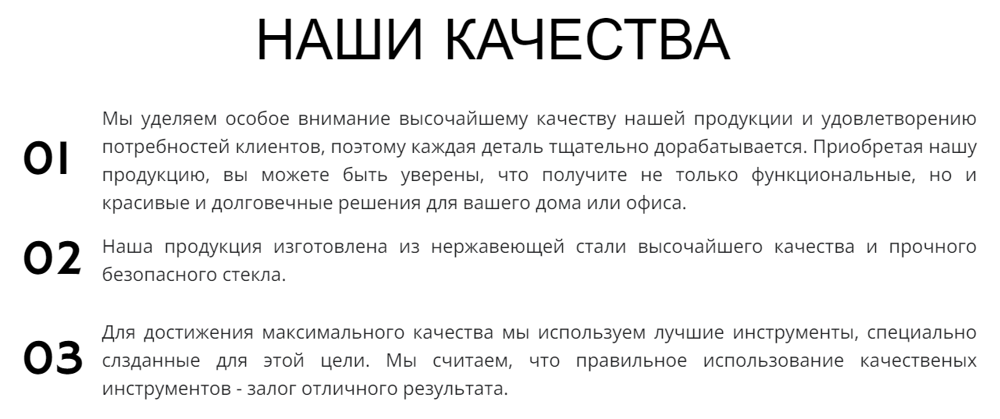 НАШИ КАЧЕСТВА
01
Мы уделяем особое внимание высочайшему качеству нашей продукции и удовлетворению
потребностей клиентов, поэтому каждая деталь тщательно дорабатывается. Приобретая нашу
продукцию, вы можете быть уверены, что получите не только функциональные, но и
красивые и долговечные решения для вашего дома или офиса.
02
Наша продукция изготовлена из нержавеющей стали высочайшего качества и прочного
безопасного стекла.
03
Для достижения максимального качества мы используем лучшие инструменты, специально
слзданные для этой цели. Мы считаем, что правильное использование качественых
инструментов - залог отличного результата.